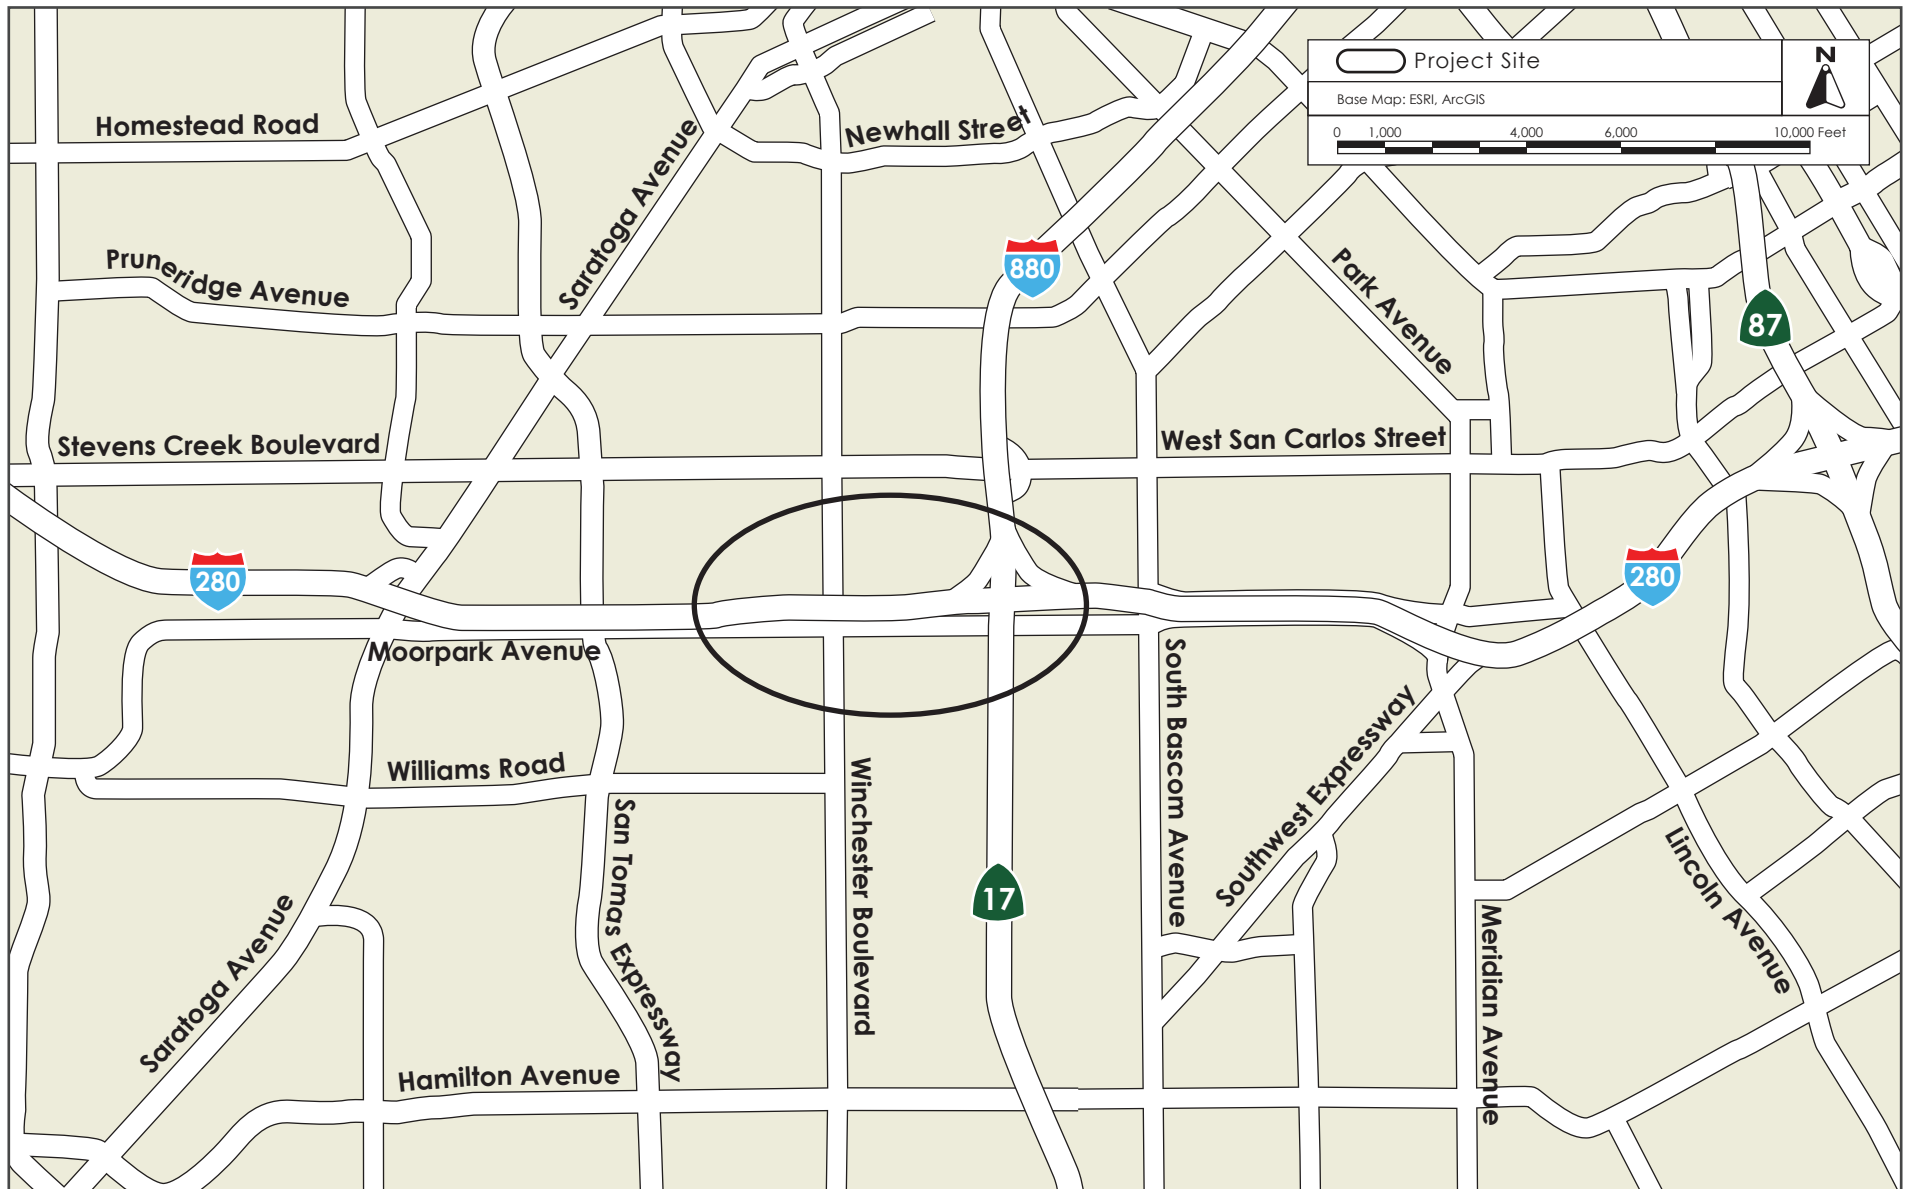 Project Site
N
Base Map: ESRI, ArcGIS
0 1,000 4,000 6,000 10,000 Feet
Homestead Road
Newhall Street
Saratoga Avenue
Pruneridge Avenue
880
Park Avenue
87
Stevens Creek Boulevard
West San Carlos Street
280
280
Moorpark Avenue
South Bascom Avenue
Southwest Expressway
Williams Road
Winchester Boulevard
San Tomas Expressway
17
Lincoln Avenue
Saratoga Avenue
Meridian Avenue
Hamilton Avenue